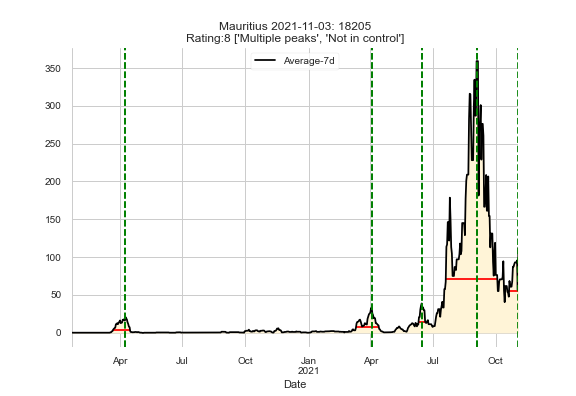 Mauritius 2021-11-03: 18205
Rating:8 ['Multiple peaks', 'Not in control']
Average-7d
350
300
250
200
150
100
50
0
Apr Jul Oct Jan Apr Jul Oct
2021
Date